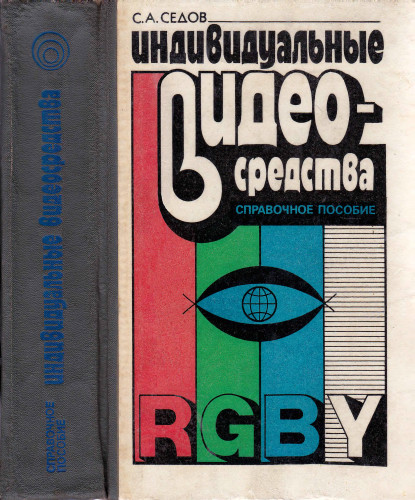 СПРАВОЧНОЕ
ПОСОБИЕ
индивидуальные видеосредства
С.А.СЕДОВ
индивидуальные
видео-
средства
СПРАВОЧНОЕ ПОСОБИЕ
RGBY